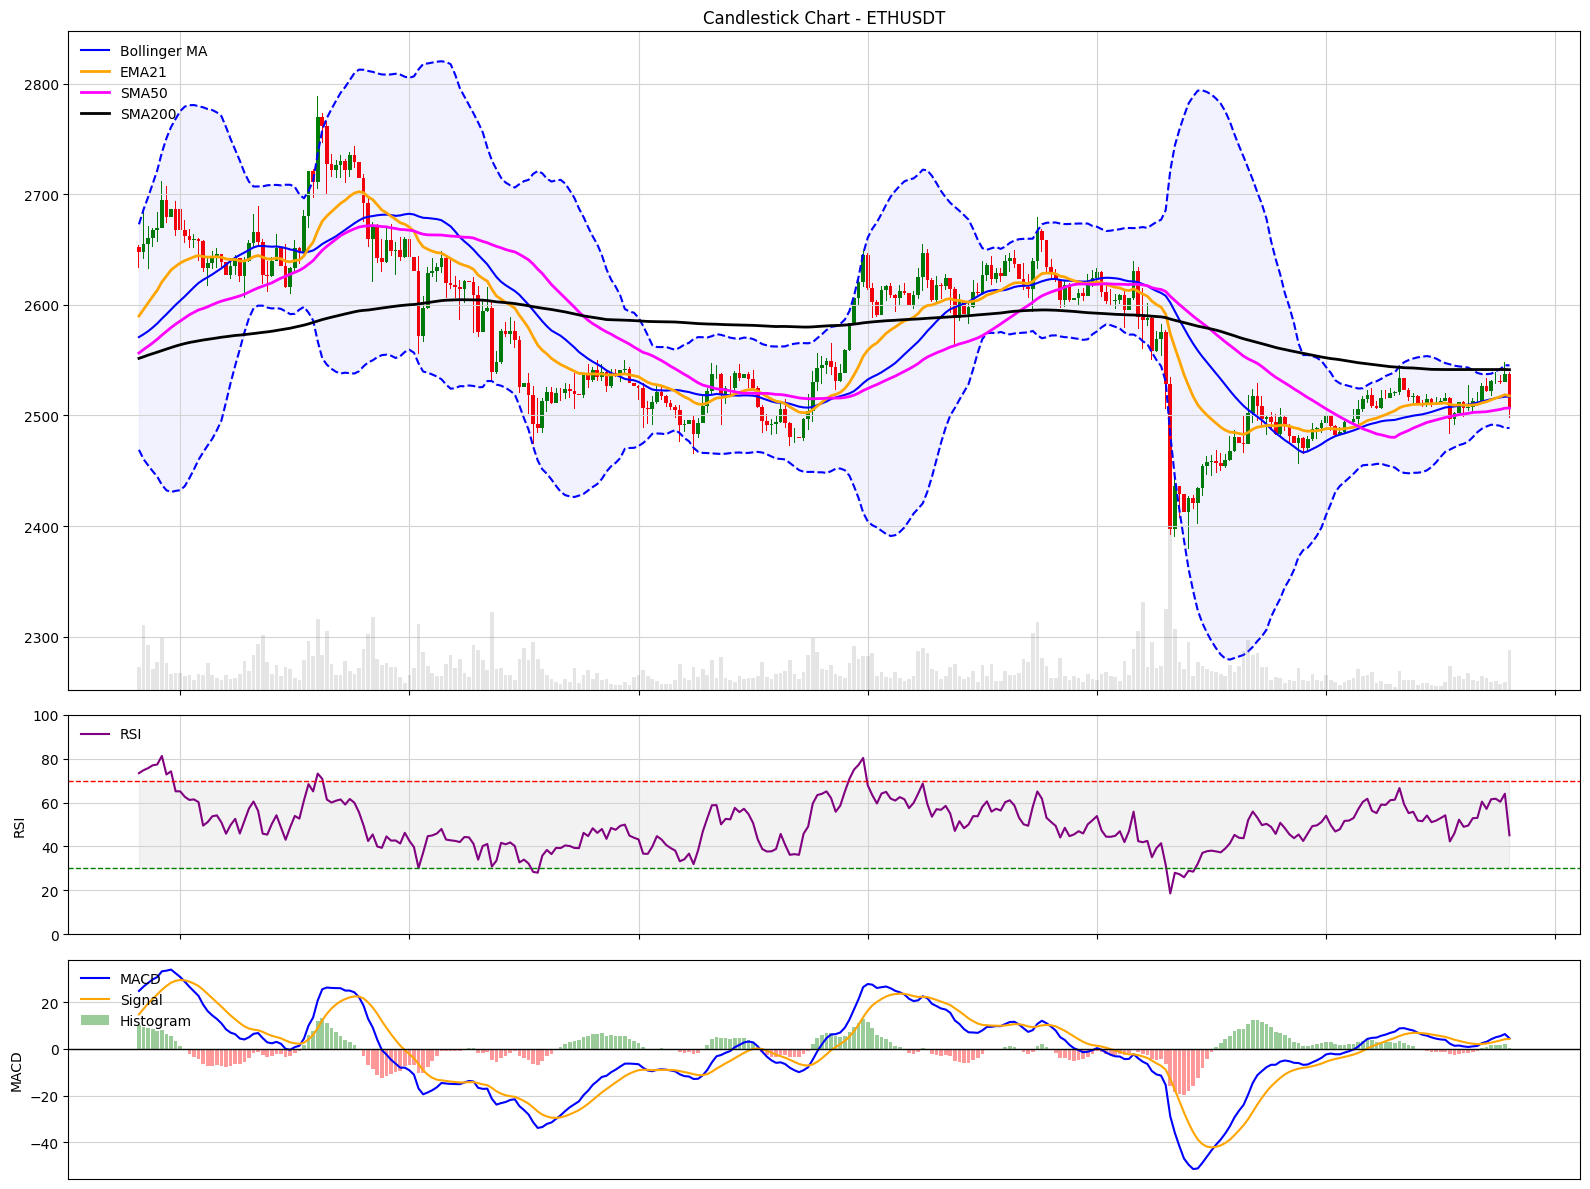 Candlestick Chart - ETHUSDT
Bollinger MA
EMA21
SMA50
SMA200
2800
2700
2600
2500
2400
2300
RSI
100
80
60
40
20
0
RSI
MACD
Signal
Histogram
20
0
−20
−40
MACD